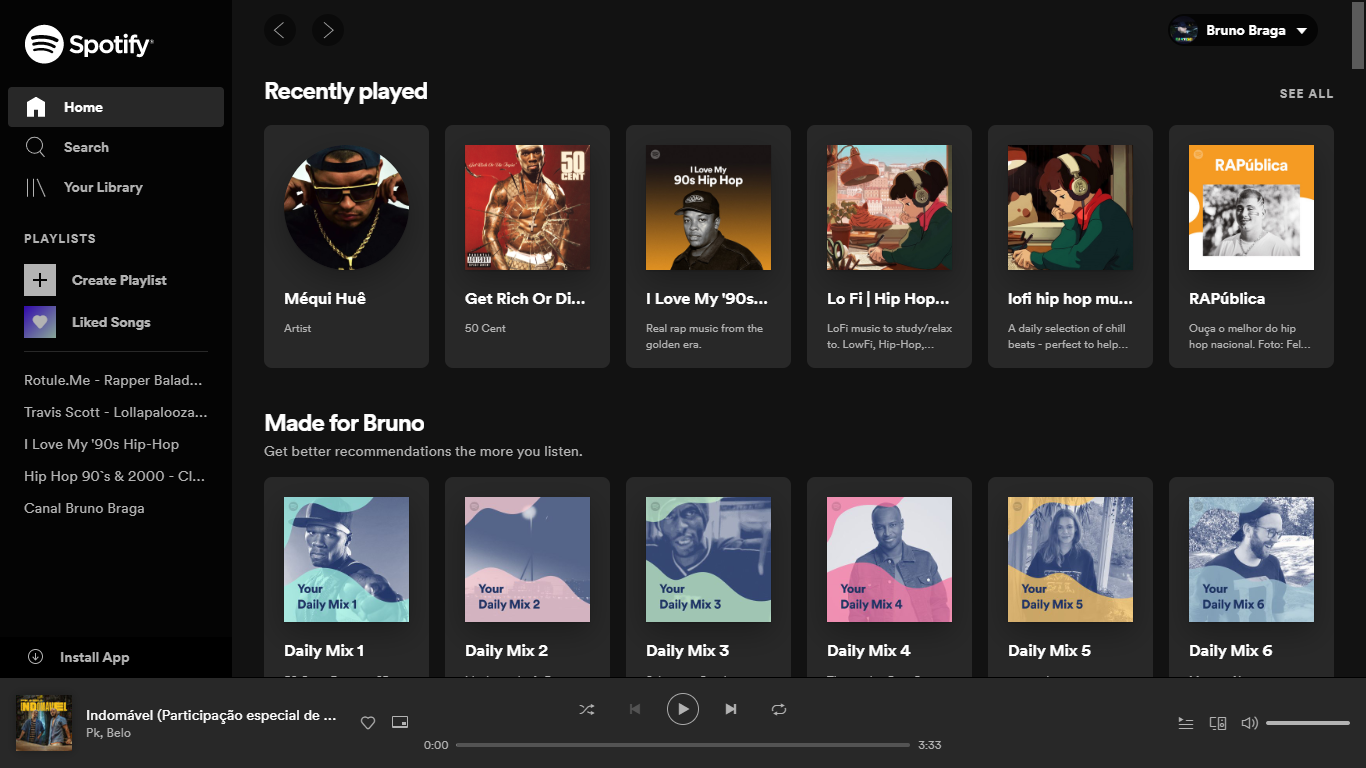 Spotify
Bruno Braga
Home
Search
Your Library
PLAYLISTS
Create Playlist
Liked Songs
Rotule.Me - Rapper Balad...
Travis Scott - Lollapalooza...
I Love My '90s Hip-Hop
Hip Hop 90`s & 2000 - Cl...
Canal Bruno Braga
Install App
Recently played
SEE ALL
50
CENT
I Love My
90s Hip Hop
RAPública
Méqui Huê
Artist
Get Rich Or Di...
50 Cent
I Love My '90s...
Real rap music from the
golden era.
Lo Fi | Hip Hop...
LoFi music to study/relax
to. LowFi, Hip-Hop,...
lofi hip hop mu...
A daily selection of chill
beats - perfect to help...
RAPública
Ouça o melhor do hip
hop nacional. Foto: Fel...
Made for Bruno
Get better recommendations the more you listen.
Your
Daily Mix 1
Your
Daily Mix 2
Your
Daily Mix 3
Your
Daily Mix 4
Your
Daily Mix 5
Your
Daily Mix 6
Daily Mix 1
Daily Mix 2
Daily Mix 3
Daily Mix 4
Daily Mix 5
Daily Mix 6
INDOMÁVEL
Indomável (Participação especial de ...
Pk, Belo
0:00
3:33